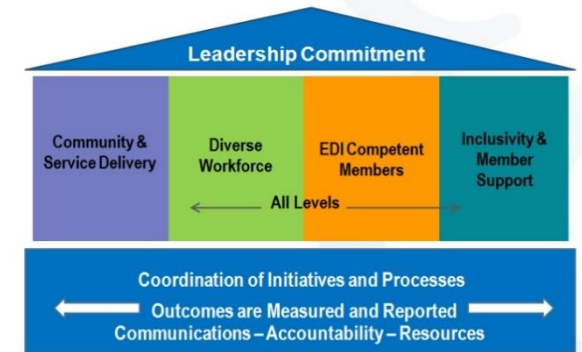 Leadership Commitment
Community &
Service Delivery
Diverse
Workforce
EDI Competent
Members
Inclusivity &
Member
Support
All Levels
Coordination of Initiatives and Processes
Outcomes are Measured and Reported
Communications – Accountability – Resources